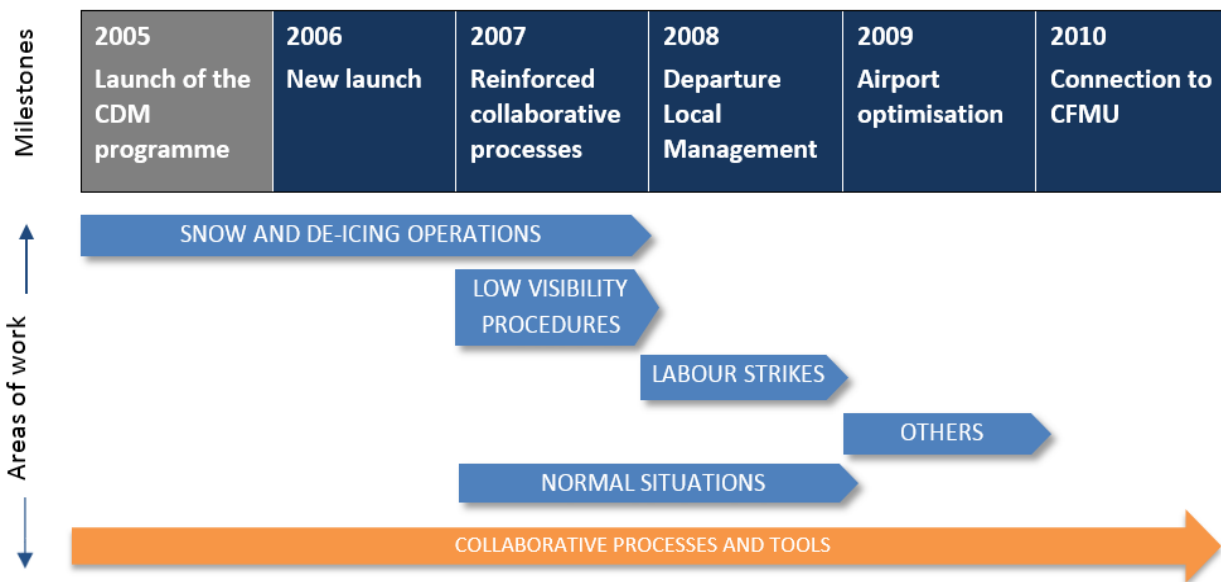 Milestones
2005
Launch of the
CDM
programme
2006
New launch
2007
Reinforced
collaborative
processes
2008
Departure
Local
Management
2009
Airport
optimisation
2010
Connection to
CFMU
Areas of work
SNOW AND DE-ICING OPERATIONS
LOW VISIBILITY
PROCEDURES
LABOUR STRIKES
OTHERS
NORMAL SITUATIONS
COLLABORATIVE PROCESSES AND TOOLS